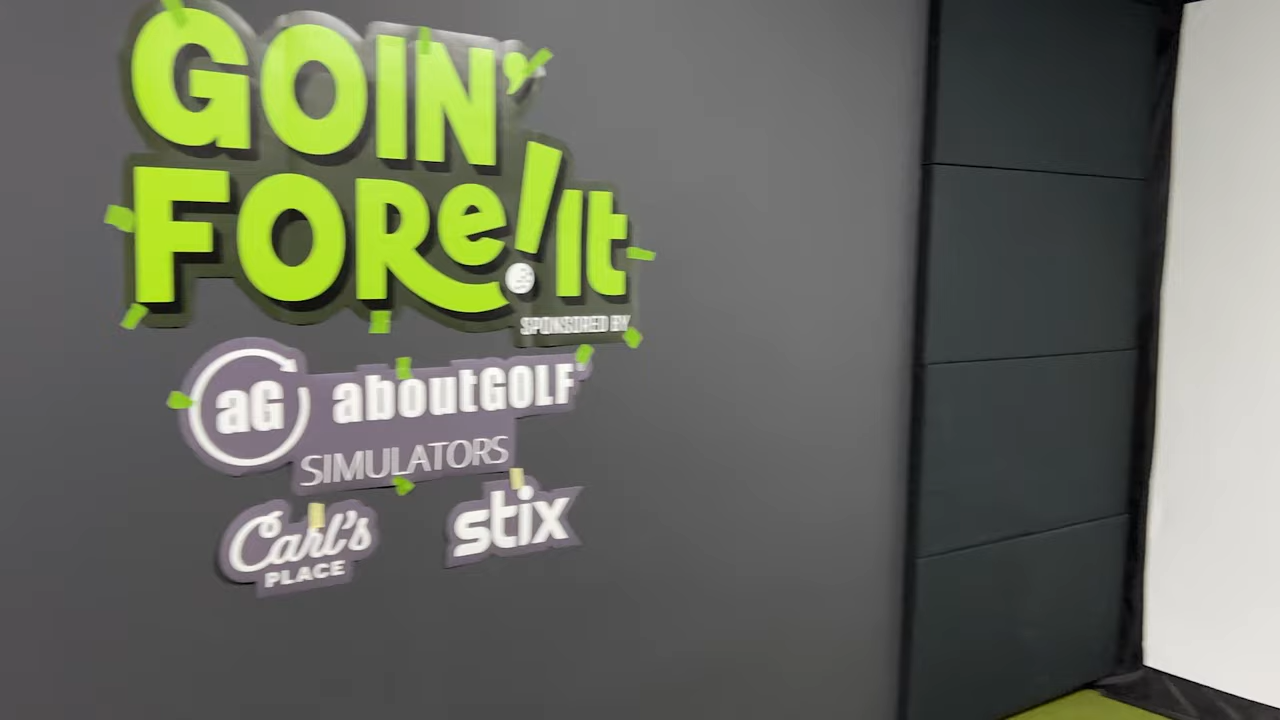 GOIN'
FORe!It
SPONSORED BY
aG aboutGOLF
SIMULATORS
Carl's
PLACE
stix